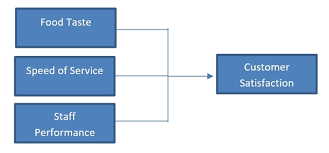 Food Taste
Speed of Service
Staff
Performance
Customer
Satisfaction